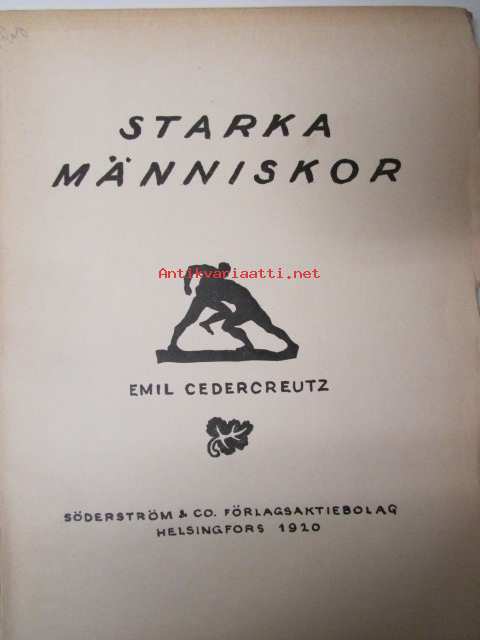 STARKA
MÄNNISKOR
Antikvariaatti.net
EMIL CEDERCREUTZ
SÖDERSTRÖM & CO. FÖRLAGSAKTIEBOLAG
HELSINGFORS 1920